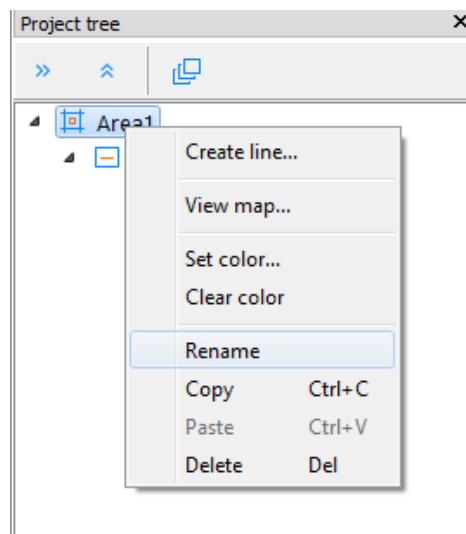 Project tree
Area1
Create line...
View map...
Set color...
Clear color
Rename
Copy Ctrl+C
Paste Ctrl+V
Delete Del